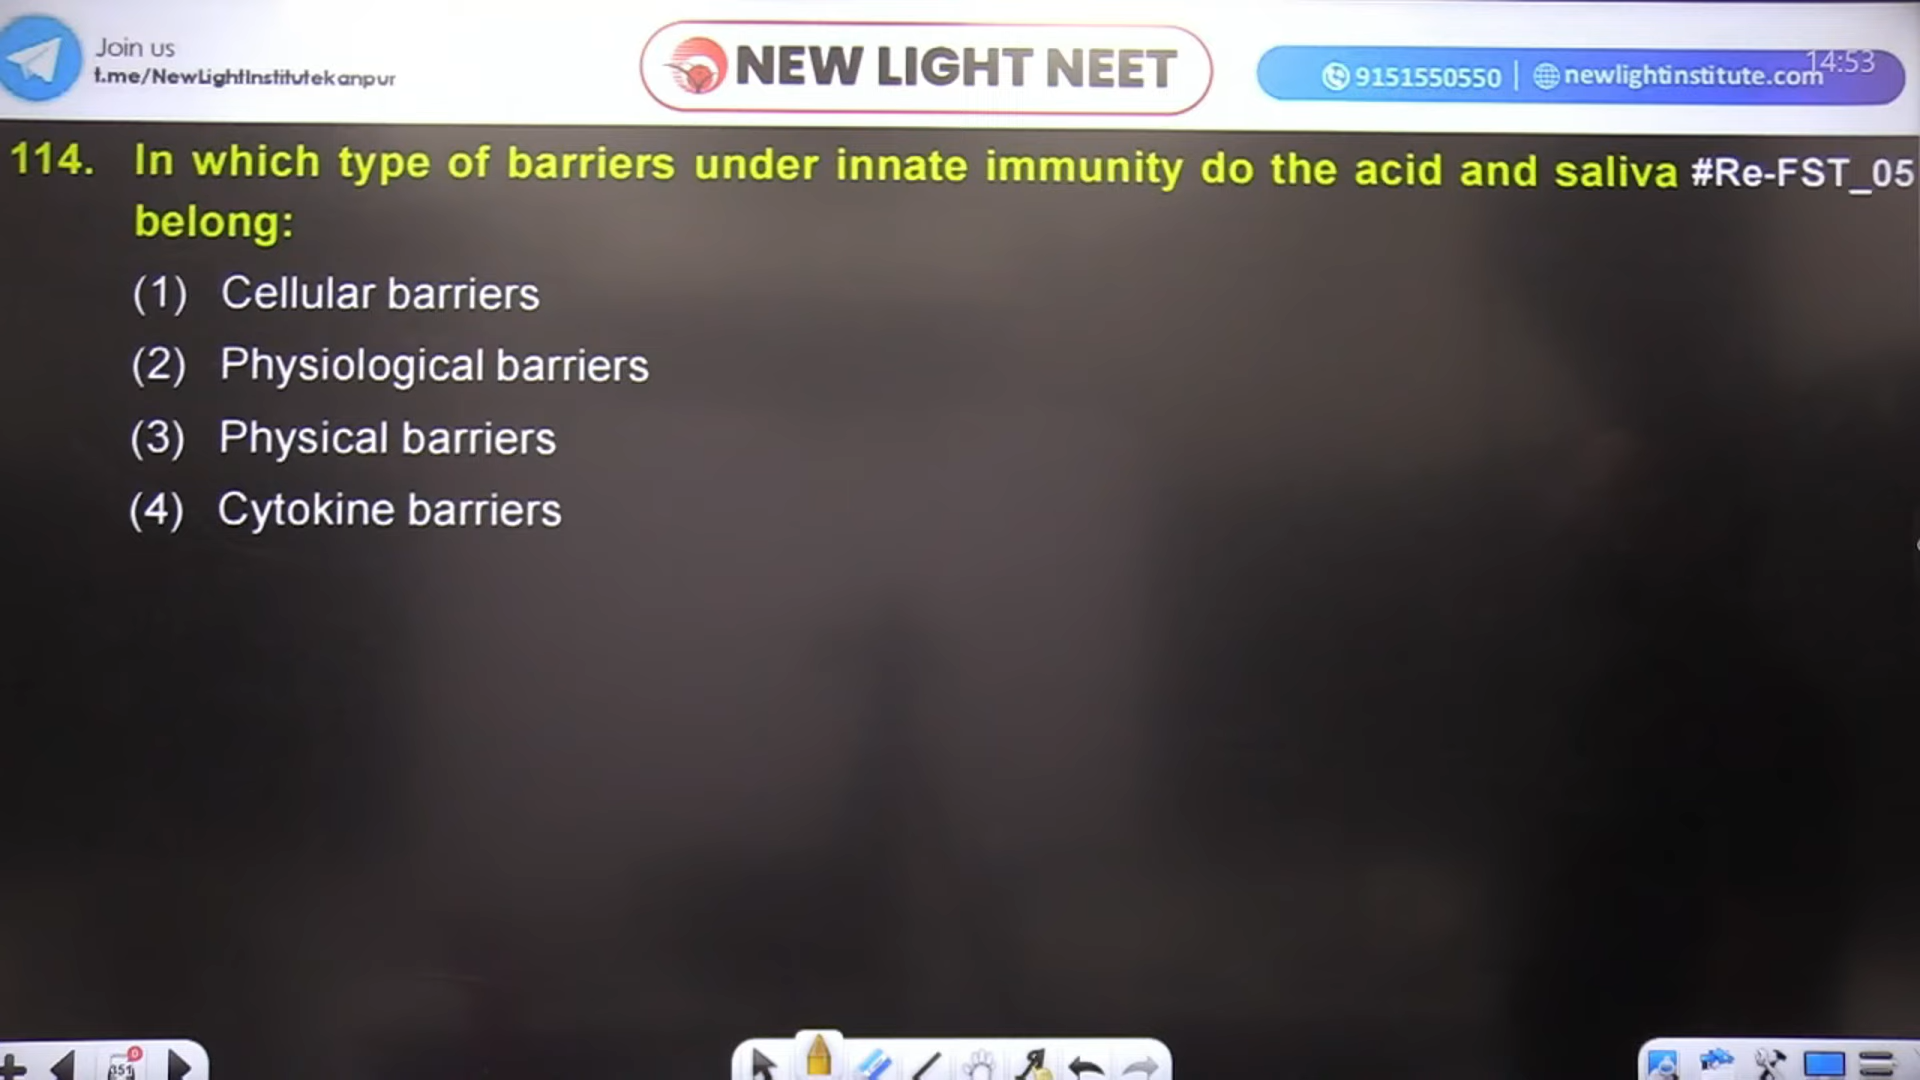 Join us
t.me/NewLightInstitutekanpur
NEW LIGHT NEET
9151550550 | newlightinstitute.com
14:53
114. In which type of barriers under innate immunity do the acid and saliva #Re-FST_05
belong:
(1) Cellular barriers
(2) Physiological barriers
(3) Physical barriers
(4) Cytokine barriers
351
0